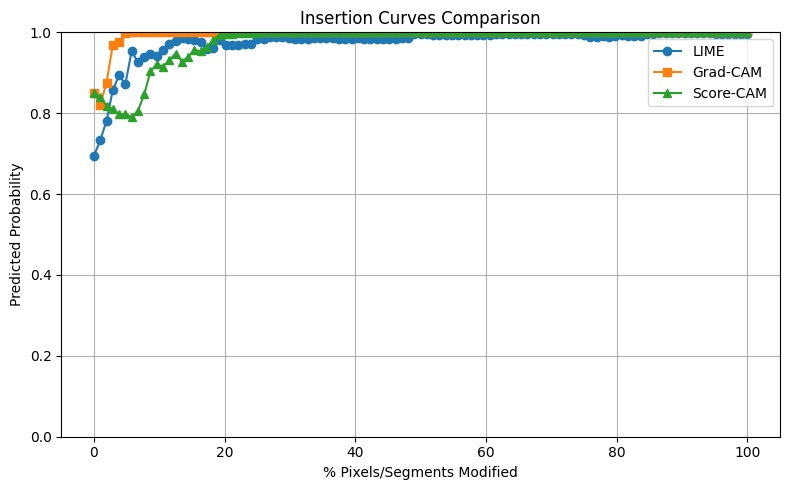 Insertion Curves Comparison
1.0
0.8
0.6
0.4
0.2
0.0
Predicted Probability
LIME
Grad-CAM
Score-CAM
0
20
40
60
80
100
% Pixels/Segments Modified